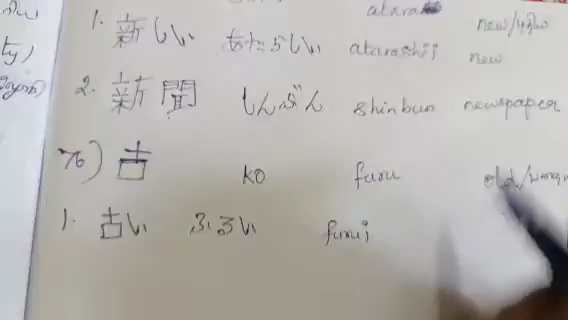 1. 新しい あたらしい atarashii new
2. 新聞 しんぶん shinbun newspaper
76) 古 ko furu old/
1. 古い ふるい furui